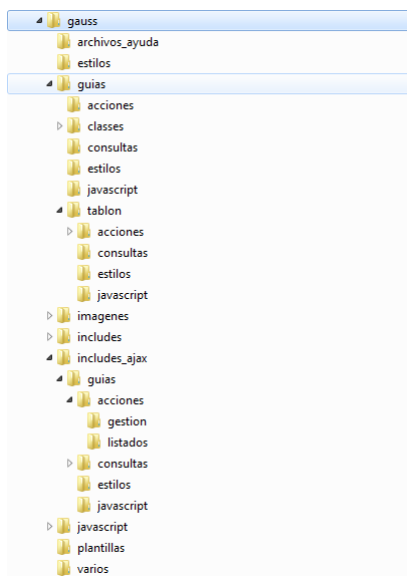 gauss
archivos_ayuda
estilos
guias
acciones
classes
consultas
estilos
javascript
tablon
acciones
consultas
estilos
javascript
imagenes
includes
includes_ajax
guias
acciones
gestion
listados
consultas
estilos
javascript
javascript
plantillas
varios